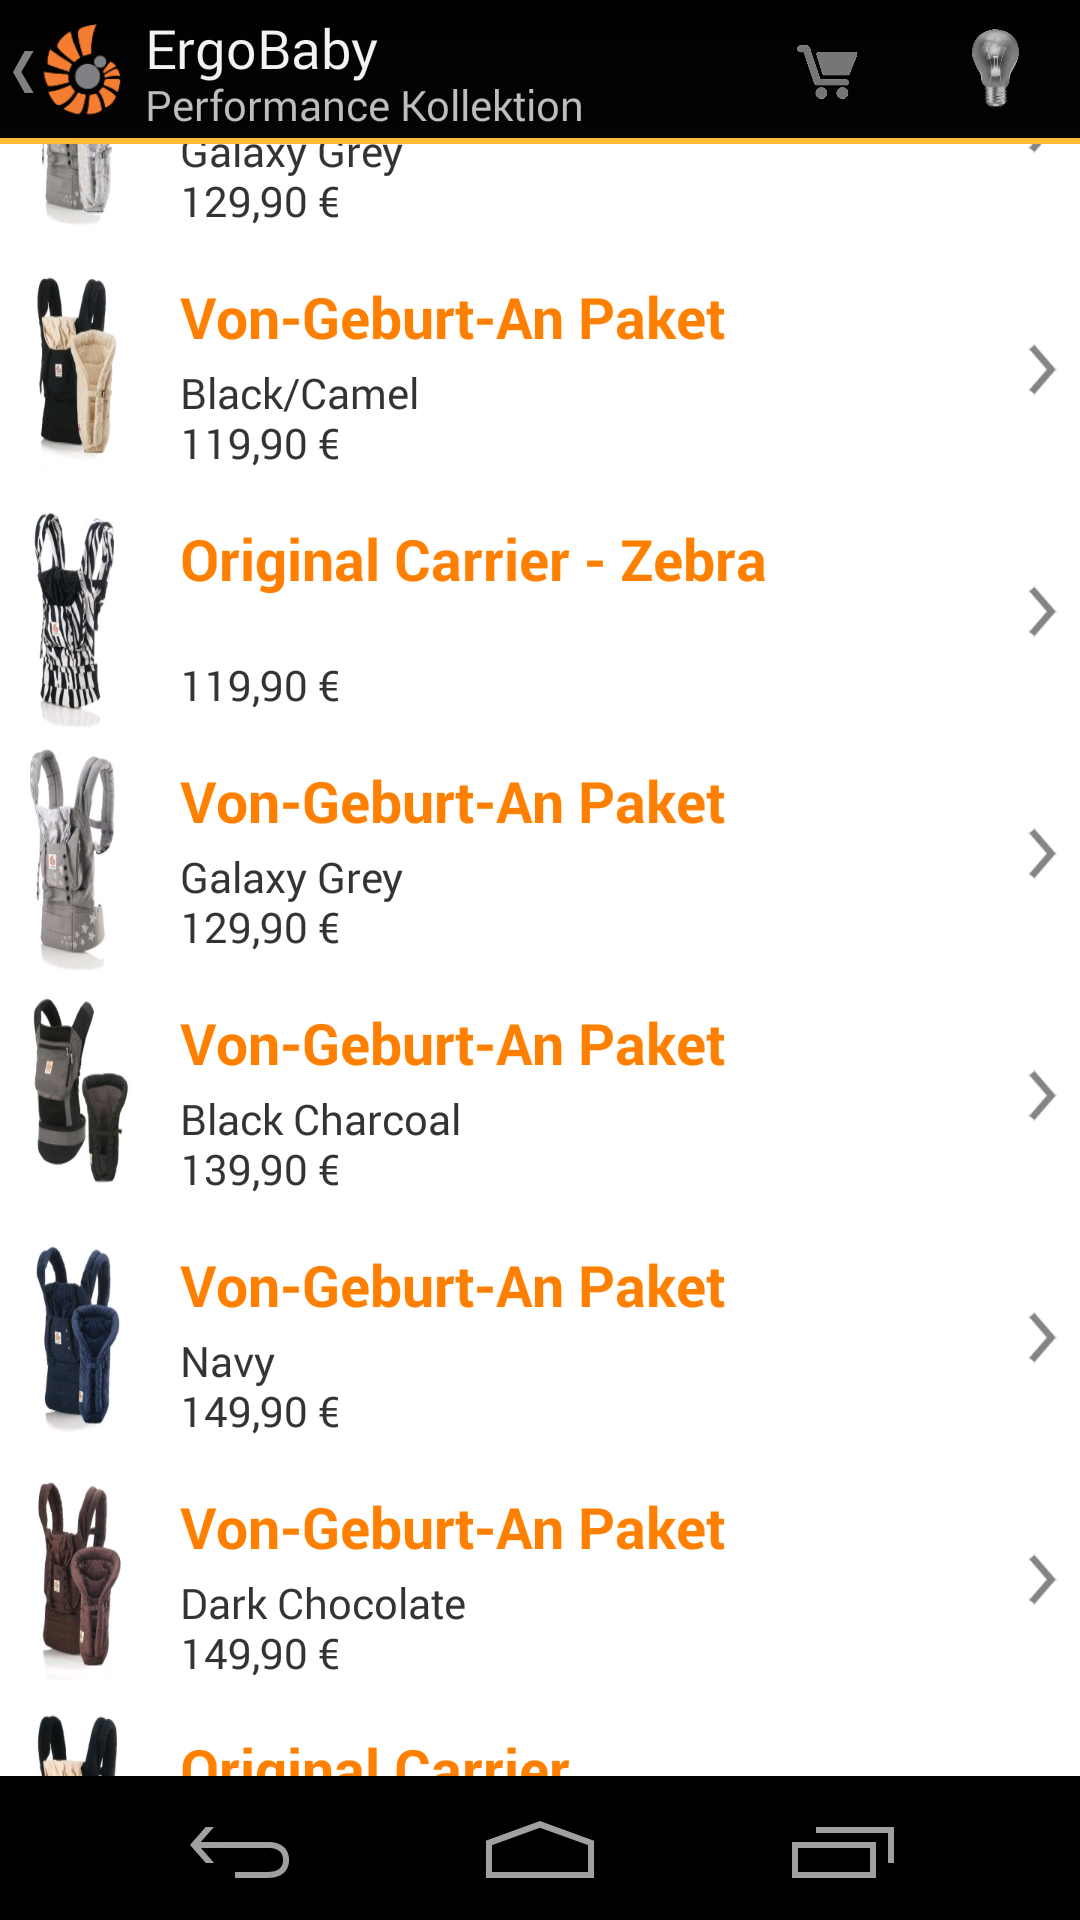 ErgoBaby
Performance Kollektion
Galaxy Grey
129,90 €
Von-Geburt-An Paket
Black/Camel
119,90 €
Original Carrier - Zebra
119,90 €
Von-Geburt-An Paket
Galaxy Grey
129,90 €
Von-Geburt-An Paket
Black Charcoal
139,90 €
Von-Geburt-An Paket
Navy
149,90 €
Von-Geburt-An Paket
Dark Chocolate
149,90 €
Original Carrier